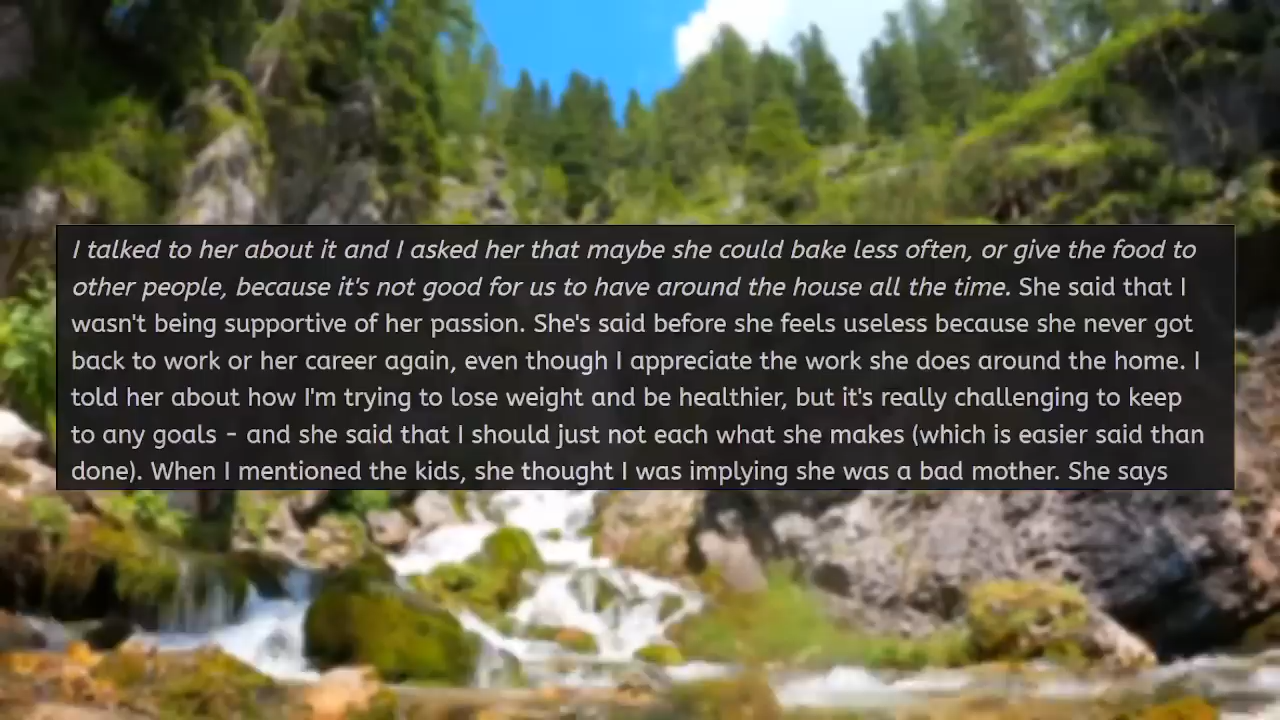 I talked to her about it and I asked her that maybe she could bake less often, or give the food to
other people, because it's not good for us to have around the house all the time. She said that I
wasn't being supportive of her passion. She's said before she feels useless because she never got
back to work or her career again, even though I appreciate the work she does around the home. I
told her about how I'm trying to lose weight and be healthier, but it's really challenging to keep
to any goals - and she said that I should just not each what she makes (which is easier said than
done). When I mentioned the kids, she thought I was implying she was a bad mother. She says